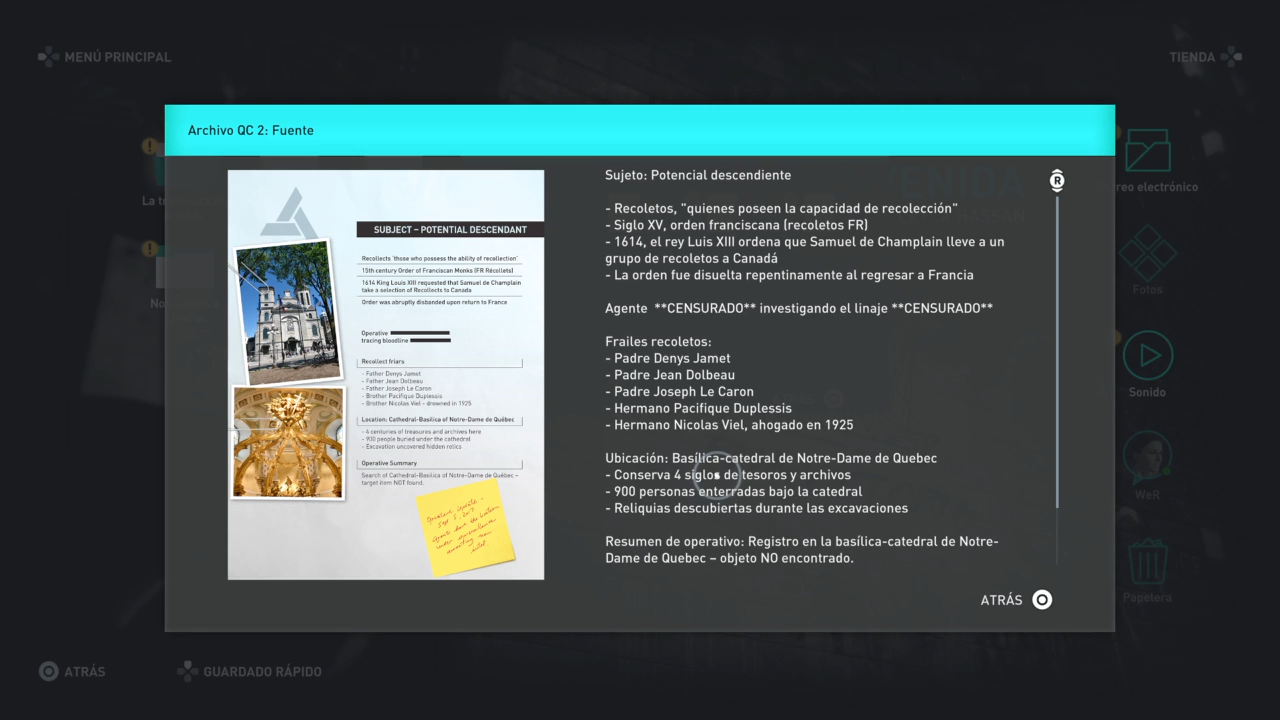 MENÚ PRINCIPAL
TIENDA
Archivo QC 2: Fuente
SUBJECT – POTENTIAL DESCENDANT
Recollects 'those who possess the ability of recollection'
15th century Order of Franciscan Monks (FR Récollets)
1614 King Louis XIII requested that Samuel de Champlain
take a selection of Recollects to Canada
Order was abruptly disbanded upon return to France
Operative
tracing bloodline
Recollect friars
- Father Denys Jamet
- Father Jean Dolbeau
- Father Joseph Le Caron
- Brother Pacifique Duplessis
- Brother Nicolas Viel - drowned in 1925
Location: Cathedral-Basilica of Notre-Dame de Québec
- 4 centuries of treasures and archives here
- 900 people buried under the cathedral
- Excavation uncovered hidden relics
Operative Summary
Search of Cathedral-Basilica of Notre-Dame de Québec –
target item NOT found.
Sujeto: Potencial descendiente
- Recoletos, "quienes poseen la capacidad de recolección"
- Siglo XV, orden franciscana (recoletos FR)
- 1614, el rey Luis XIII ordena que Samuel de Champlain lleve a un
grupo de recoletos a Canadá
- La orden fue disuelta repentinamente al regresar a Francia
Agente **CENSURADO** investigando el linaje **CENSURADO**
Frailes recoletos:
- Padre Denys Jamet
- Padre Jean Dolbeau
- Padre Joseph Le Caron
- Hermano Pacifique Duplessis
- Hermano Nicolas Viel, ahogado en 1925
Ubicación: Basílica-catedral de Notre-Dame de Quebec
- Conserva 4 siglos de tesoros y archivos
- 900 personas enterradas bajo la catedral
- Reliquias descubiertas durante las excavaciones
Resumen de operativo: Registro en la basílica-catedral de Notre-
Dame de Quebec – objeto NO encontrado.
R
ATRÁS
reo electrónico
Fotos
Sonido
WeR
Papelera
La t
No
ATRÁS
GUARDADO RÁPIDO